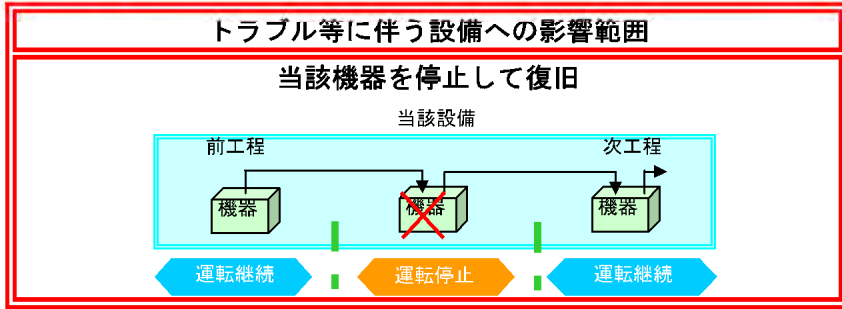 トラブル等に伴う設備への影響範囲
当該機器を停止して復旧
当該設備
前工程
次工程
機器
機器
機器
運転継続
運転停止
運転継続